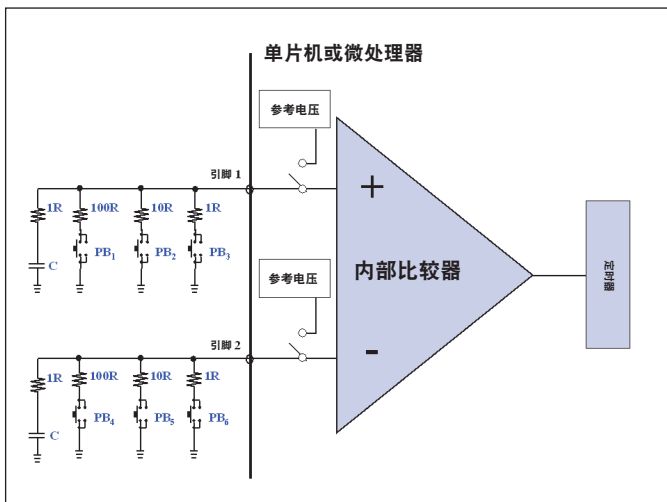 单片机或微处理器
参考电压
引脚 1
1R 100R 10R 1R
+
PB1 PB2 PB3
C
内部比较器
定时器
参考电压
引脚 2
-
1R 100R 10R 1R
PB4 PB5 PB6
C